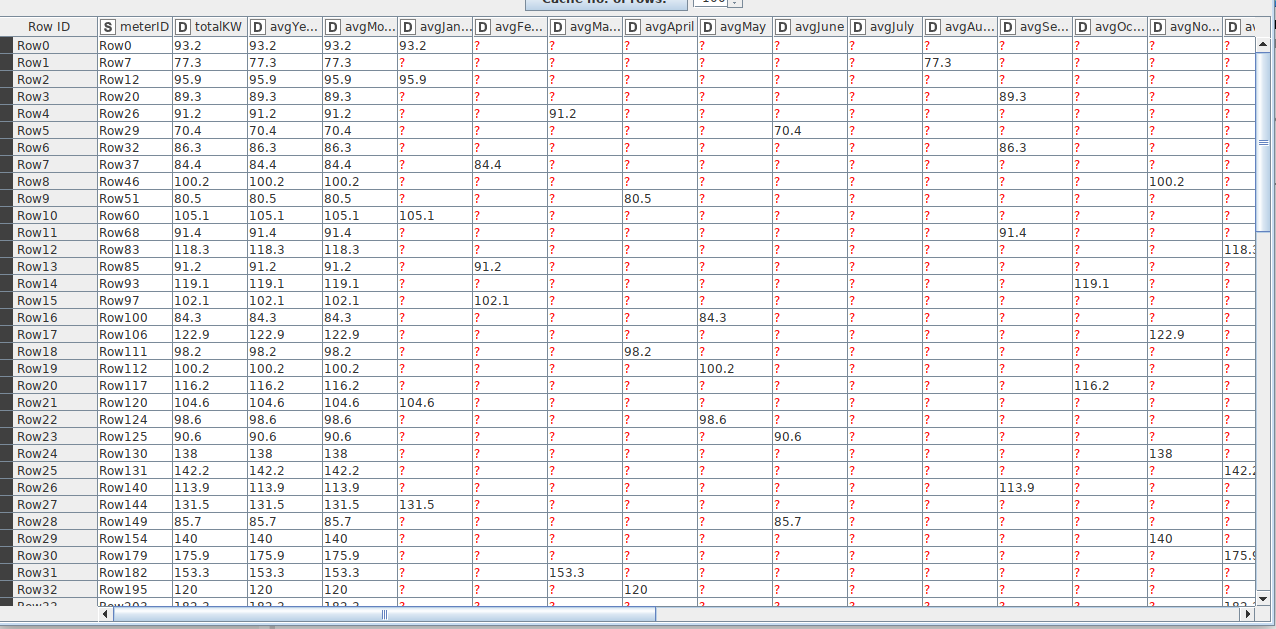 Cache no. of rows: 100
Row ID S meterID D totalKW D avgYe... D avgMo... D avgJan... D avgFe... D avgMa... D avgApril D avgMay D avgJune D avgJuly D avgAu... D avgSe... D avgOc... D avgNo... D av
Row0 Row0 93.2 93.2 93.2 93.2 ? ? ? ? ? ? ? ? ? ? ?
Row1 Row7 77.3 77.3 77.3 ? ? ? ? ? ? ? 77.3 ? ? ? ?
Row2 Row12 95.9 95.9 95.9 95.9 ? ? ? ? ? ? ? ? ? ? ?
Row3 Row20 89.3 89.3 89.3 ? ? ? ? ? ? ? ? 89.3 ? ? ?
Row4 Row26 91.2 91.2 91.2 ? ? 91.2 ? ? ? ? ? ? ? ? ?
Row5 Row29 70.4 70.4 70.4 ? ? ? ? ? 70.4 ? ? ? ? ? ?
Row6 Row32 86.3 86.3 86.3 ? ? ? ? ? ? ? ? 86.3 ? ? ?
Row7 Row37 84.4 84.4 84.4 ? 84.4 ? ? ? ? ? ? ? ? ? ?
Row8 Row46 100.2 100.2 100.2 ? ? ? ? ? ? ? ? ? ? 100.2 ?
Row9 Row51 80.5 80.5 80.5 ? ? ? 80.5 ? ? ? ? ? ? ? ?
Row10 Row60 105.1 105.1 105.1 105.1 ? ? ? ? ? ? ? ? ? ? ?
Row11 Row68 91.4 91.4 91.4 ? ? ? ? ? ? ? ? 91.4 ? ? ?
Row12 Row83 118.3 118.3 118.3 ? ? ? ? ? ? ? ? ? ? ? 118.3
Row13 Row85 91.2 91.2 91.2 ? 91.2 ? ? ? ? ? ? ? ? ? ?
Row14 Row93 119.1 119.1 119.1 ? ? ? ? ? ? ? ? ? 119.1 ? ?
Row15 Row97 102.1 102.1 102.1 ? 102.1 ? ? ? ? ? ? ? ? ? ?
Row16 Row100 84.3 84.3 84.3 ? ? ? ? 84.3 ? ? ? ? ? ? ?
Row17 Row106 122.9 122.9 122.9 ? ? ? ? ? ? ? ? ? ? 122.9 ?
Row18 Row111 98.2 98.2 98.2 ? ? ? 98.2 ? ? ? ? ? ? ? ?
Row19 Row112 100.2 100.2 100.2 ? ? ? ? 100.2 ? ? ? ? ? ? ?
Row20 Row117 116.2 116.2 116.2 ? ? ? ? ? ? ? ? ? 116.2 ? ?
Row21 Row120 104.6 104.6 104.6 104.6 ? ? ? ? ? ? ? ? ? ? ?
Row22 Row124 98.6 98.6 98.6 ? ? ? ? 98.6 ? ? ? ? ? ? ?
Row23 Row125 90.6 90.6 90.6 ? ? ? ? ? 90.6 ? ? ? ? ? ?
Row24 Row130 138 138 138 ? ? ? ? ? ? ? ? ? ? 138 ?
Row25 Row131 142.2 142.2 142.2 ? ? ? ? ? ? ? ? ? ? ? 142.2
Row26 Row140 113.9 113.9 113.9 ? ? ? ? ? ? ? ? 113.9 ? ? ?
Row27 Row144 131.5 131.5 131.5 131.5 ? ? ? ? ? ? ? ? ? ? ?
Row28 Row149 85.7 85.7 85.7 ? ? ? ? ? 85.7 ? ? ? ? ? ?
Row29 Row154 140 140 140 ? ? ? ? ? ? ? ? ? ? 140 ?
Row30 Row179 175.9 175.9 175.9 ? ? ? ? ? ? ? ? ? ? ? 175.9
Row31 Row182 153.3 153.3 153.3 ? ? 153.3 ? ? ? ? ? ? ? ? ?
Row32 Row195 120 120 120 ? ? ? 120 ? ? ? ? ? ? ? ?